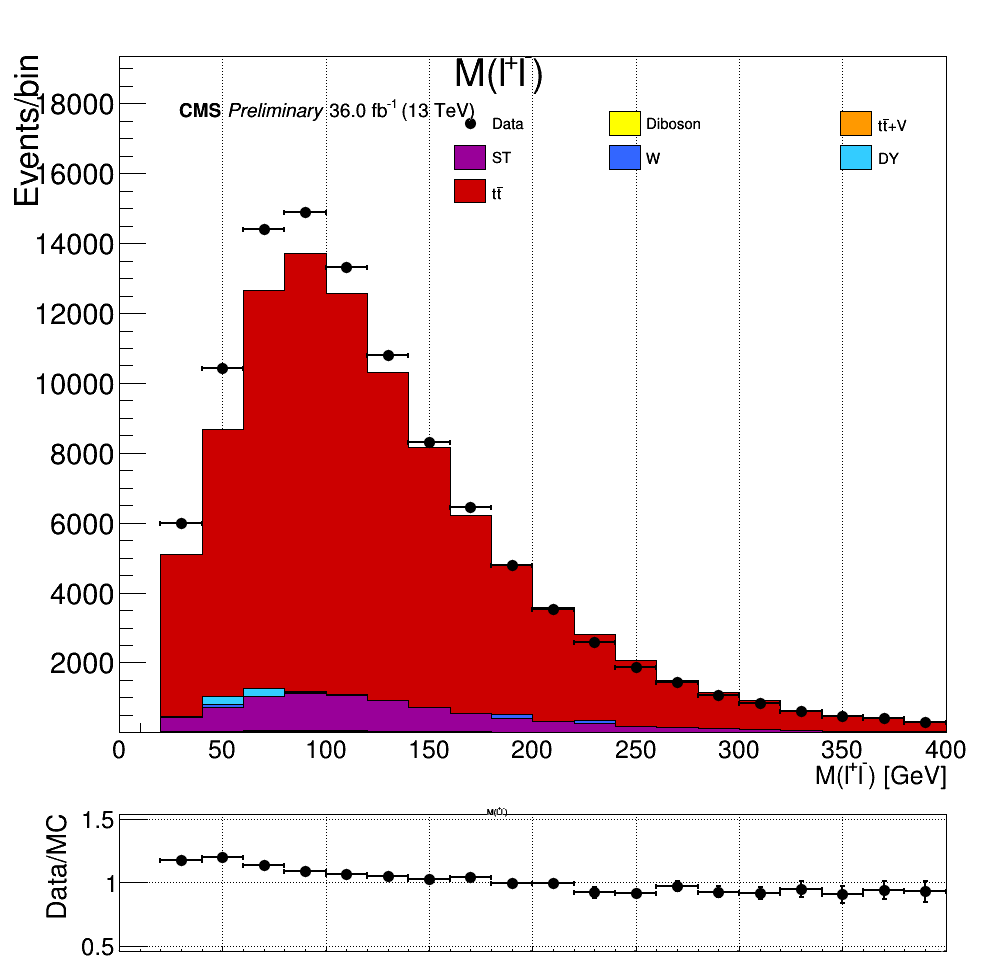 M(l⁺l⁻)
Events/bin
CMS Preliminary 36.0 fb⁻¹ (13 TeV)
Data
Diboson
tt̄+V
ST
W
DY
tt̄
18000
16000
14000
12000
10000
8000
6000
4000
2000
0 50 100 150 200 250 300 350 400
M(l⁺l⁻) [GeV]
M(l⁺l⁻)
Data/MC
1.5
1
0.5